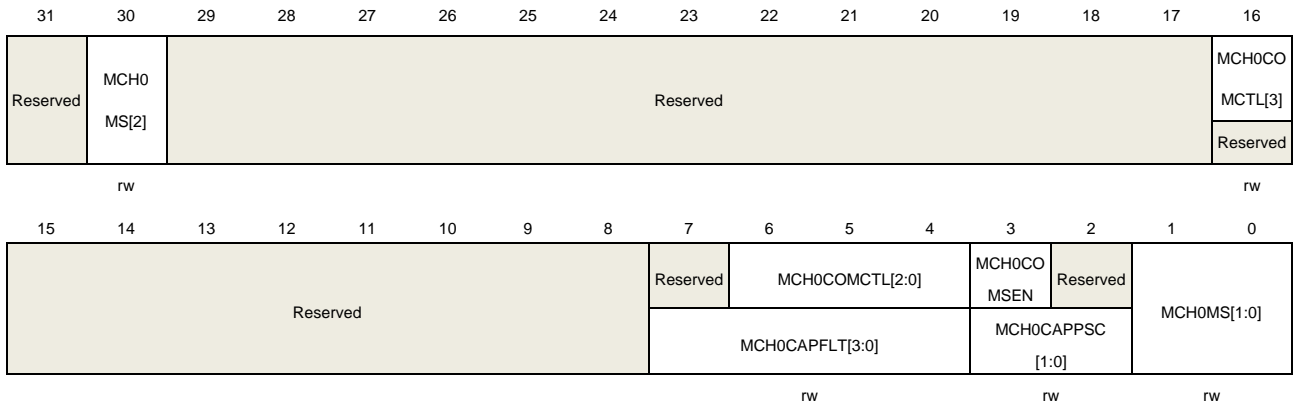 31 30 29 28 27 26 25 24 23 22 21 20 19 18 17 16
Reserved
MCH0
MS[2]
Reserved
MCH0CO
MCTL[3]
Reserved
rw rw
15 14 13 12 11 10 9 8 7 6 5 4 3 2 1 0
Reserved
Reserved
MCH0COMCTL[2:0]
MCH0CO
MSEN
Reserved
MCH0MS[1:0]
MCH0CAPFLT[3:0]
MCH0CAPPSC
[1:0]
rw rw rw